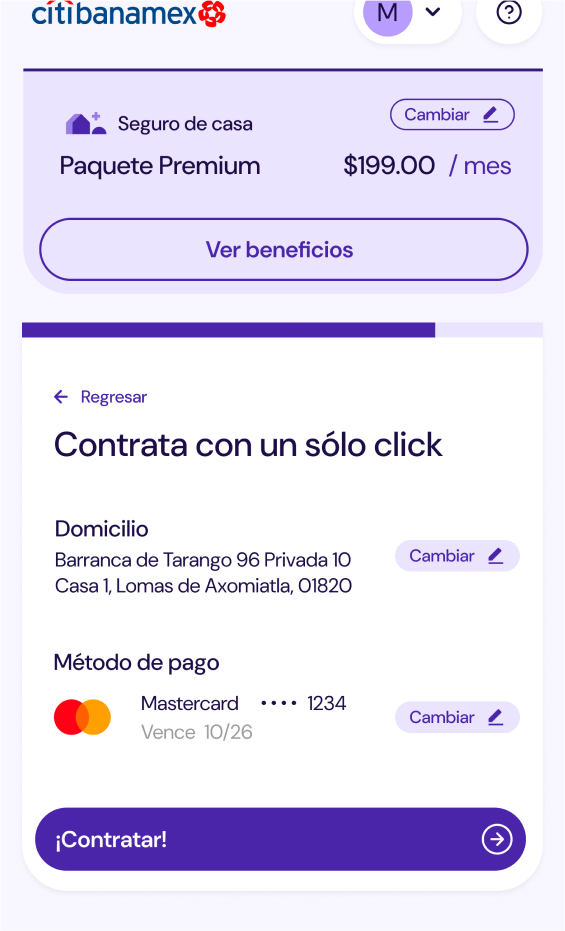 citibanamex
M
?
Seguro de casa
Cambiar
Paquete Premium
$199.00 / mes
Ver beneficios
Regresar
Contrata con un sólo click
Domicilio
Barranca de Tarango 96 Privada 10
Casa 1, Lomas de Axomiatla, 01820
Cambiar
Método de pago
Mastercard •••• 1234
Vence 10/26
Cambiar
¡Contratar!